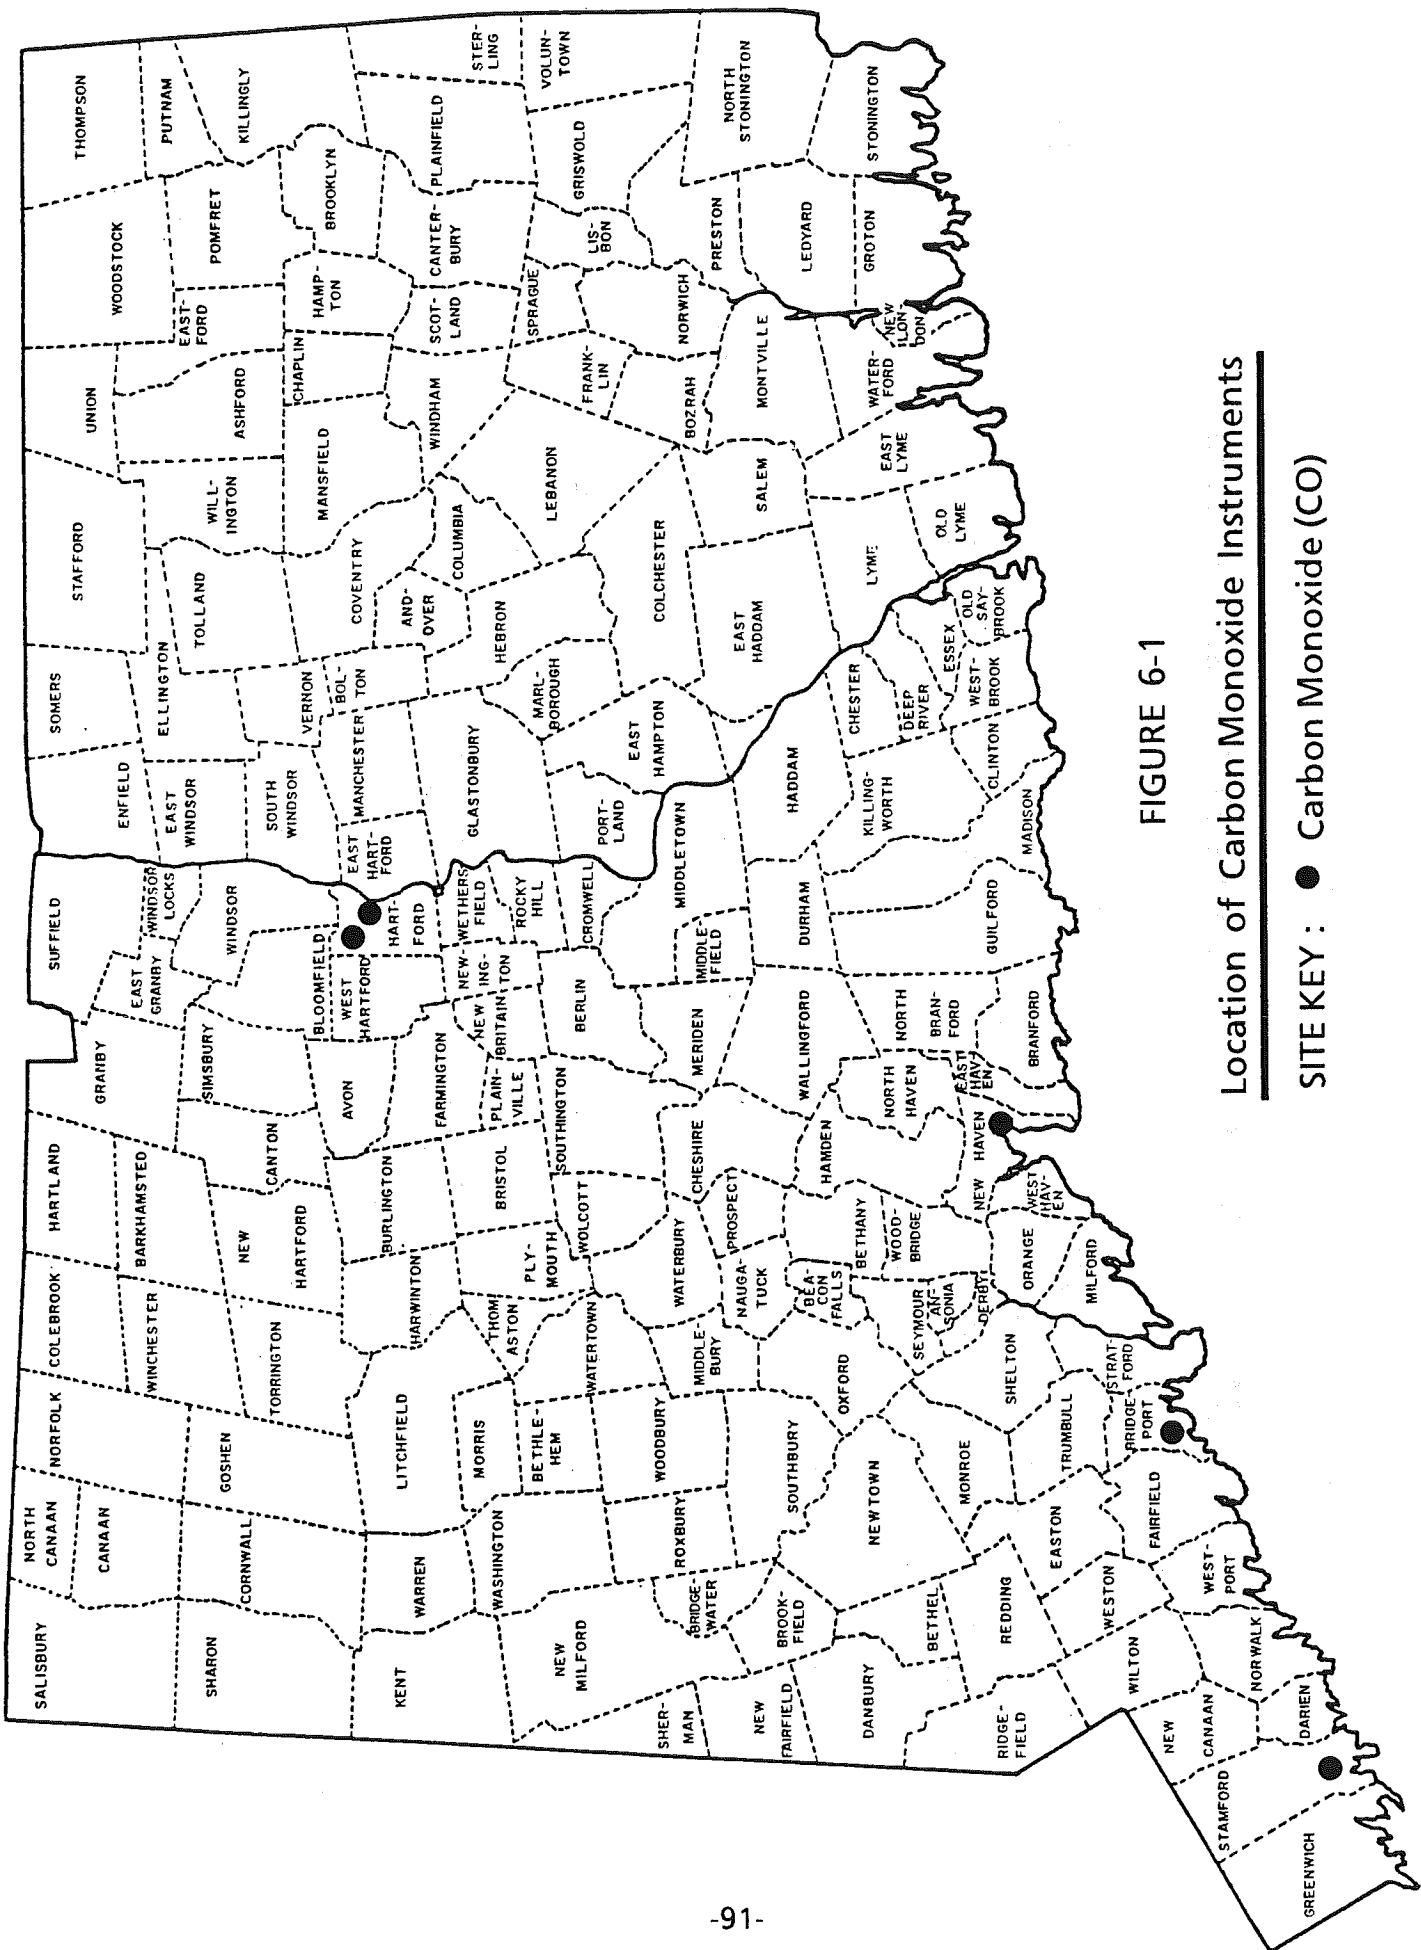 SALISBURY
NORTH
CANAAN
CANAAN
NORFOLK
COLEBROOK
HARTLAND
GRANBY
SUFFIELD
ENFIELD
SOMERS
STAFFORD
UNION
WOODSTOCK
THOMPSON
SHARON
CORNWALL
GOSHEN
WINCHESTER
BARKHAMSTED
EAST
GRANBY
WINDSOR
LOCKS
EAST
WINDSOR
ELLINGTON
PUTNAM
TORRINGTON
NEW
HARTFORD
CANTON
SIMSBURY
BLOOMFIELD
WINDSOR
SOUTH
WINDSOR
VERNON
TOLLAND
WILL-
INGTON
ASHFORD
EAST-
FORD
POMFRET
KILLINGLY
KENT
WARREN
LITCHFIELD
HARWINTON
BURLINGTON
AVON
WEST
HARTFORD
HART-
FORD
EAST
HART-
FORD
MANCHESTER
BOL-
TON
COVENTRY
AND-
OVER
MANSFIELD
CHAPLIN
HAMP-
TON
BROOKLYN
NEW
MILFORD
WASHINGTON
MORRIS
BETHLE-
HEM
THOM
ASTON
WATERTOWN
PLY-
MOUTH
BRISTOL
FARMINGTON
PLAIN-
VILLE
NEW
BRITAIN
NEW-
ING-
TON
WETHERS
FIELD
ROCKY
HILL
GLASTONBURY
MARL-
BOROUGH
HEBRON
COLUMBIA
WINDHAM
SCOT-
LAND
CANTER-
BURY
PLAINFIELD
STER-
LING
SHER-
MAN
BRIDGE-
WATER
ROXBURY
WOODBURY
MIDDLE-
BURY
WATERBURY
WOLCOTT
SOUTHINGTON
BERLIN
CROMWELL
PORT-
LAND
EAST
HAMPTON
COLCHESTER
LEBANON
FRANK-
LIN
SPRAGUE
LIS-
BON
GRISWOLD
VOLUN-
TOWN
NEW
FAIRFIELD
BROOK-
FIELD
SOUTHBURY
OXFORD
NAUGA-
TUCK
PROSPECT
CHESHIRE
MERIDEN
MIDDLE-
FIELD
MIDDLETOWN
EAST
HADDAM
SALEM
BOZRAH
NORWICH
PRESTON
NORTH
STONINGTON
DANBURY
BETHEL
NEWTOWN
SEYMOUR
BEA-
CON
FALLS
BETHANY
WOOD-
BRIDGE
HAMDEN
WALLINGFORD
DURHAM
HADDAM
CHESTER
LYME
MONTVILLE
LEDYARD
RIDGE-
FIELD
REDDING
MONROE
SHELTON
AN-
SONIA
DERBY
ORANGE
NEW HAVEN
NORTH
HAVEN
EAST
HAV-
EN
NORTH
BRAN-
FORD
GUILFORD
KILLING-
WORTH
DEEP
RIVER
ESSEX
WEST-
BROOK
OLD
SAY-
BROOK
OLD
LYME
EAST
LYME
WATER-
FORD
NEW
LON
DON
GROTON
STONINGTON
WILTON
WESTON
EASTON
TRUMBULL
STRAT-
FORD
MILFORD
WEST
HAV-
EN
BRANFORD
MADISON
CLINTON
NEW
CANAAN
NORWALK
WEST-
PORT
FAIRFIELD
BRIDGE-
PORT
GREENWICH
STAMFORD
DARIEN
FIGURE 6-1
Location of Carbon Monoxide Instruments
SITE KEY : ● Carbon Monoxide (CO)
-91-